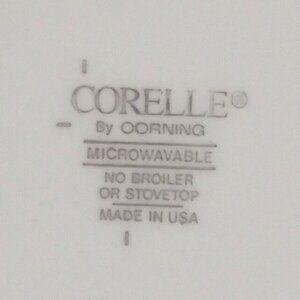 CORELLE®
By CORNING
MICROWAVABLE
NO BROILER
OR STOVETOP
MADE IN USA